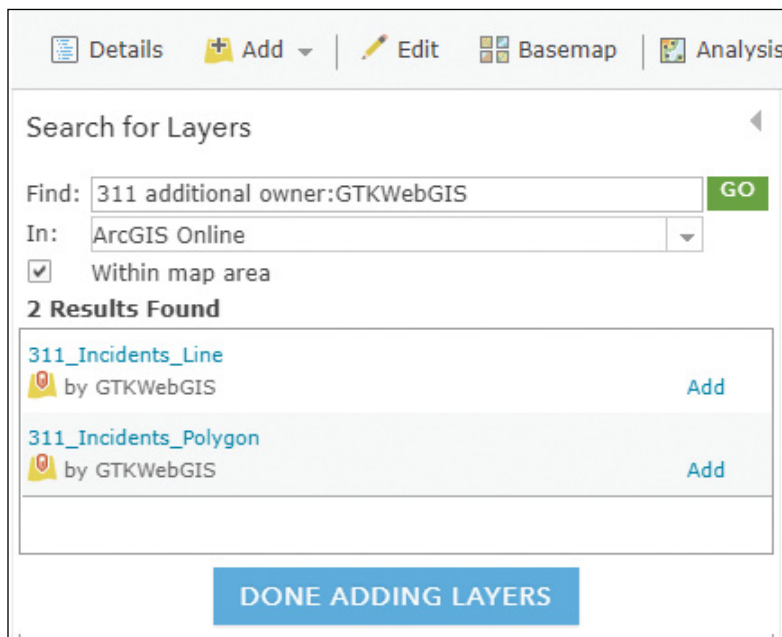 Details Add Edit Basemap Analysis
Search for Layers
Find: 311 additional owner:GTKWebGIS GO
In: ArcGIS Online
Within map area
2 Results Found
311_Incidents_Line
by GTKWebGIS Add
311_Incidents_Polygon
by GTKWebGIS Add
DONE ADDING LAYERS